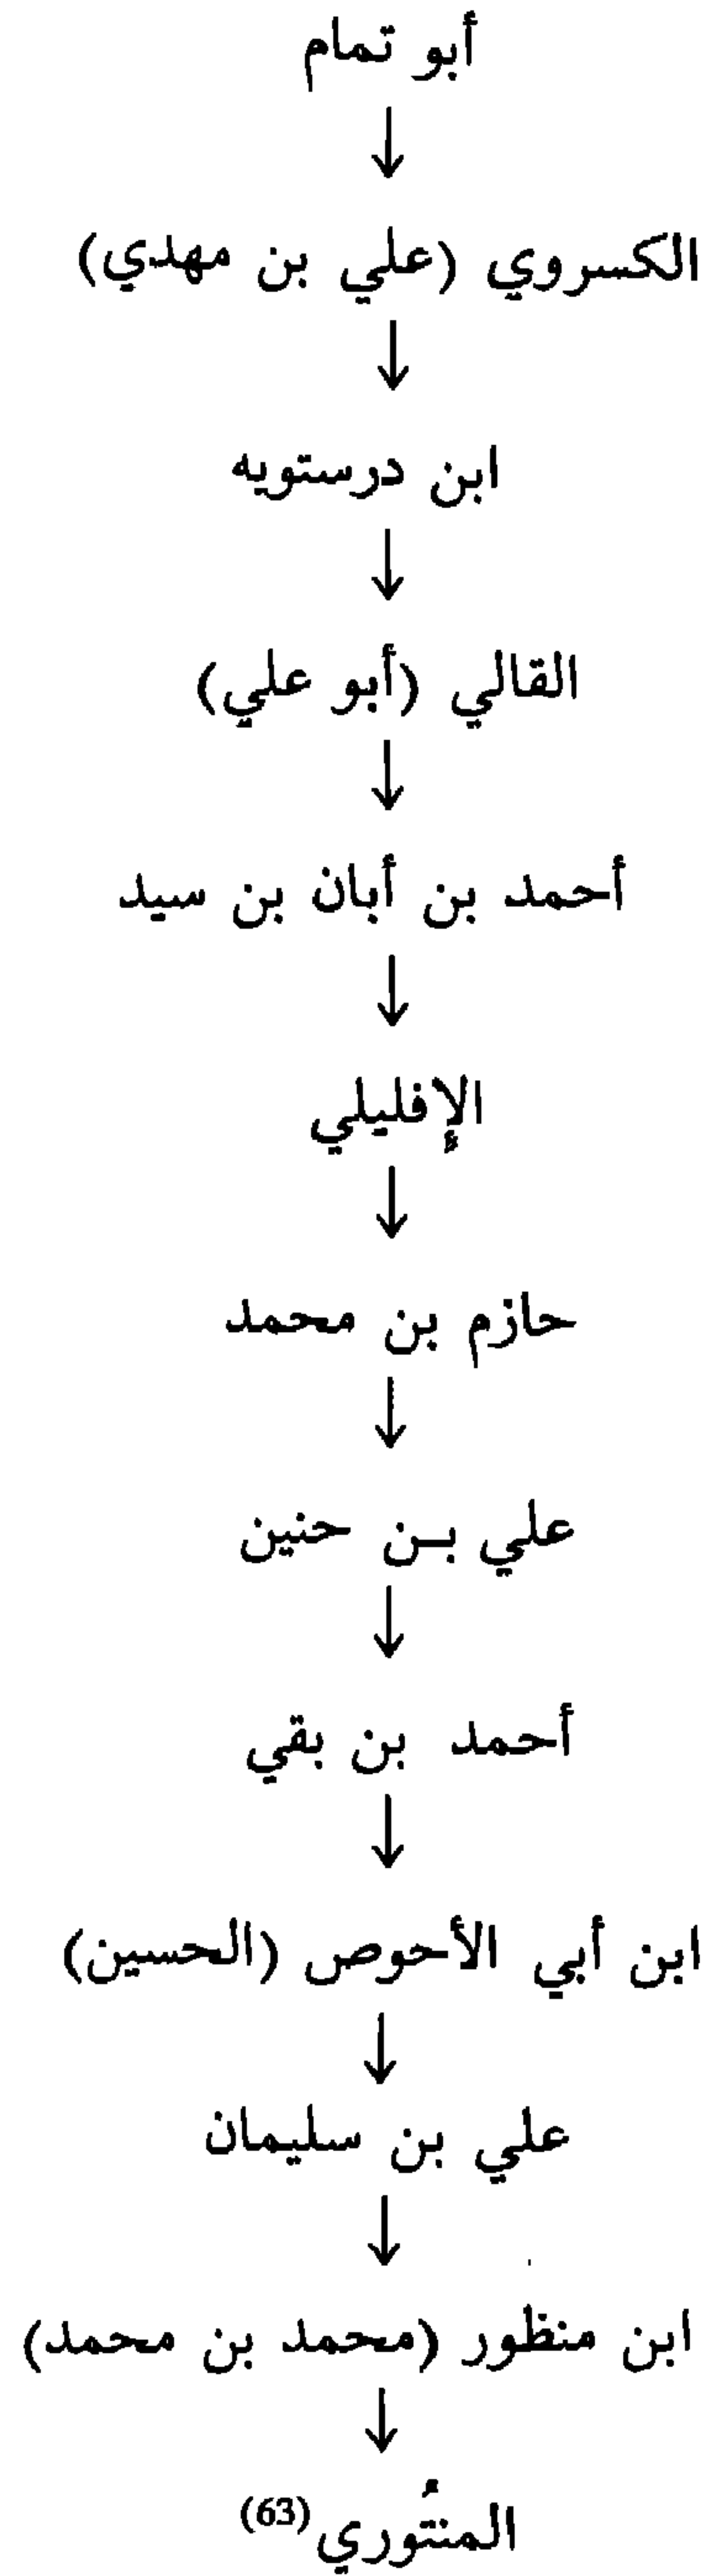 أبو تمام
↓
الكسروي (علي بن مهدي)
↓
ابن درستويه
↓
القالي (أبو علي)
↓
أحمد بن أبان بن سيد
↓
الإفليلي
↓
حازم بن محمد
↓
علي بن حنين
↓
أحمد بن بقي
↓
ابن أبي الأحوص (الحسين)
↓
علي بن سليمان
↓
ابن منظور (محمد بن محمد)
↓
المنتُوري(63)